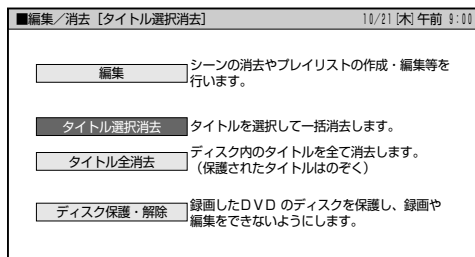 ■編集／消去［タイトル選択消去］ 10/21[木]午前 9:00
編集 シーンの消去やプレイリストの作成・編集等を
行います。
タイトル選択消去 タイトルを選択して一括消去します。
タイトル全消去 ディスク内のタイトルを全て消去します。
（保護されたタイトルはのぞく）
ディスク保護・解除 録画したＤＶＤ のディスクを保護し、録画や
編集をできないようにします。